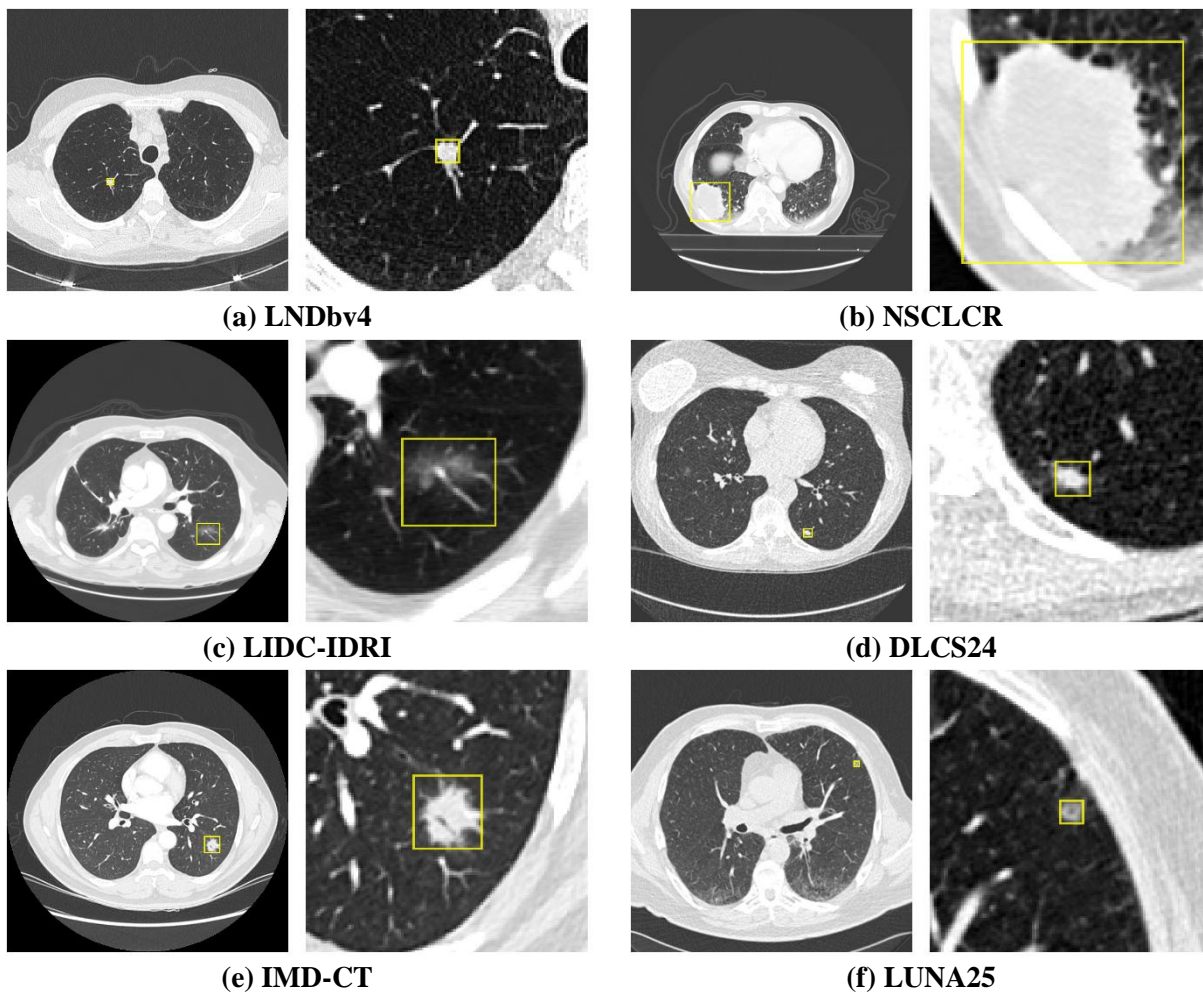 (a) LNDbv4
(b) NSCLCR
(c) LIDC-IDRI
(d) DLCS24
(e) IMD-CT
(f) LUNA25